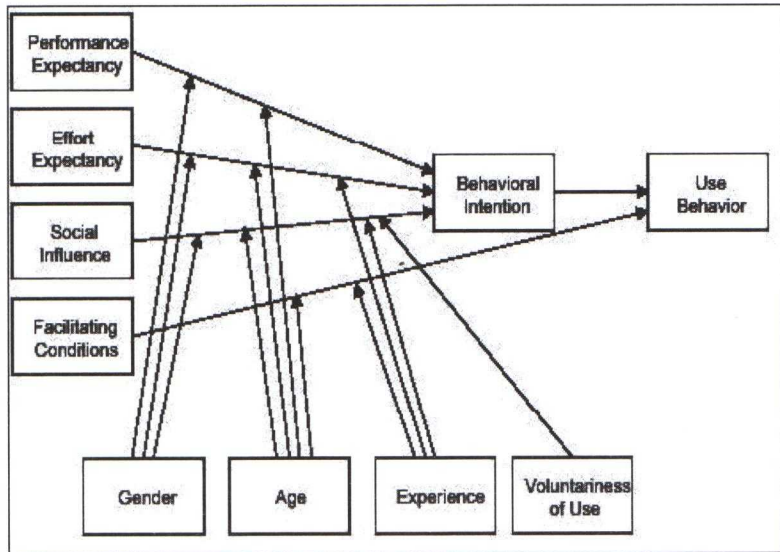 Performance
Expectancy
Effort
Expectancy
Social
Influence
Facilitating
Conditions
Behavioral
Intention
Use
Behavior
Gender
Age
Experience
Voluntariness
of Use